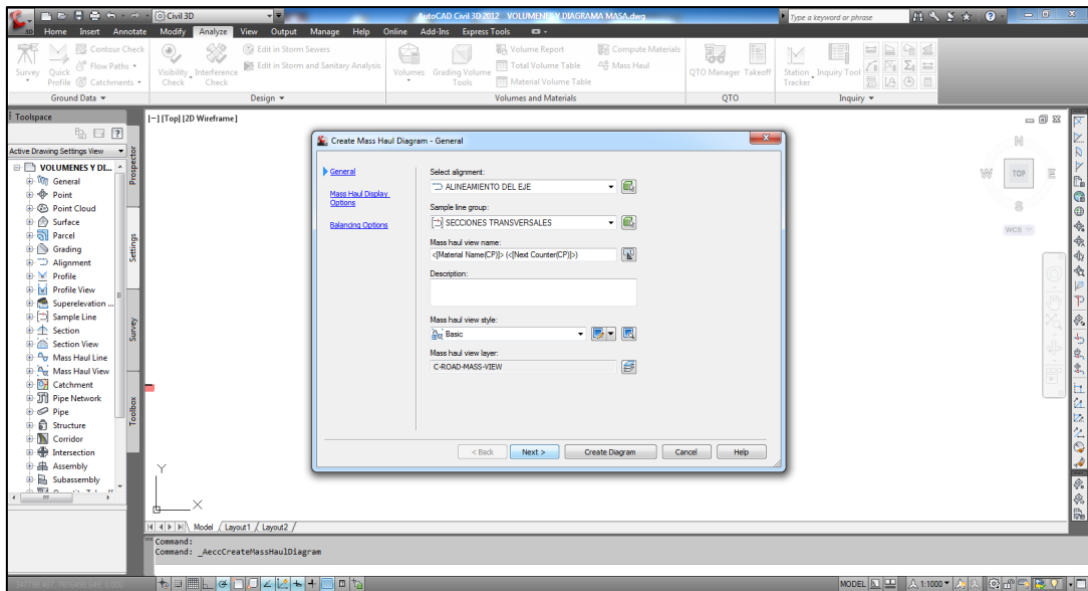 Civil 3D
AutoCAD Civil 3D 2012 VOLUMENES Y DIAGRAMA MASA.dwg
Type a keyword or phrase
Home Insert Annotate Modify Analyze View Output Manage Help Online Add-Ins Express Tools
Survey
Quick Profile
Contour Check
Flow Paths
Catchments
Ground Data
Visibility Check
Interference Check
Edit in Storm Sewers
Edit in Storm and Sanitary Analysis
Design
Volumes
Grading Volume Tools
Volume Report
Total Volume Table
Material Volume Table
Compute Materials
Mass Haul
Volumes and Materials
QTO Manager
Takeoff
QTO
Station Tracker
Inquiry Tool
Inquiry
Toolspace
Active Drawing Settings View
VOLUMENES Y DI...
General
Point
Point Cloud
Surface
Parcel
Grading
Alignment
Profile
Profile View
Superelevation ...
Sample Line
Section
Section View
Mass Haul Line
Mass Haul View
Catchment
Pipe Network
Pipe
Structure
Corridor
Intersection
Assembly
Subassembly
Prospector
Settings
Survey
Toolbox
[-][Top][2D Wireframe]
N
W
TOP
E
S
WCS
Create Mass Haul Diagram - General
General
Mass Haul Display Options
Balancing Options
Select alignment:
ALINEAMIENTO DEL EJE
Sample line group:
SECCIONES TRANSVERSALES
Mass haul view name:
<[Material Name(CP)]> (<[Next Counter(CP)]>)
Description:
Mass haul view style:
Basic
Mass haul view layer:
C-ROAD-MASS-VIEW
< Back
Next >
Create Diagram
Cancel
Help
Y
X
Model / Layout1 / Layout2 /
Command:
Command: _AeccCreateMassHaulDiagram
MODEL
1:1000